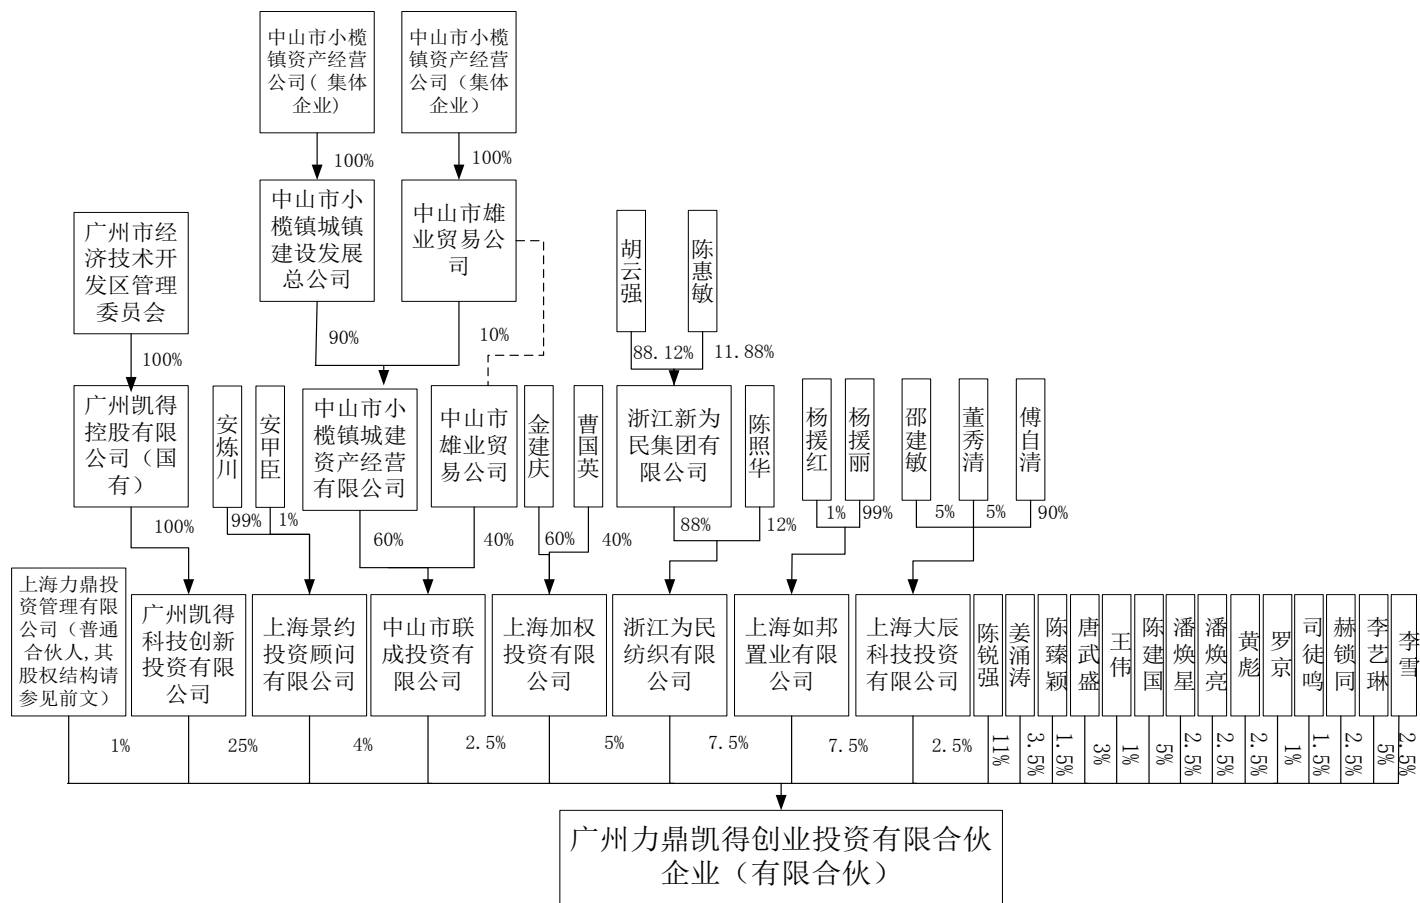 中山市小榄
镇资产经营
公司( 集体
企业)
中山市小榄
镇资产经营
公司（集体
企业）
100%
100%
中山市小
榄镇城镇
建设发展
总公司
中山市雄
业贸易公
司
广州市经
济技术开
发区管理
委员会
胡云强
陈惠敏
90%
10%
88.12%
11.88%
100%
广州凯得
控股有限
公司（国
有）
安炼川
安甲臣
中山市小
榄镇城建
资产经营
有限公司
中山市
雄业贸
易公司
金建庆
曹国英
浙江新为
民集团有
限公司
陈照华
杨援红
杨援丽
邵建敏
董秀清
傅自清
100%
99%
1%
60%
40%
60%
40%
88%
12%
1%
99%
5%
5%
90%
上海力鼎投
资管理有限
公司（普通
合伙人,其
股权结构请
参见前文）
广州凯得
科技创新
投资有限
公司
上海景约
投资顾问
有限公司
中山市联
成投资有
限公司
上海加权
投资有限
公司
浙江为民
纺织有限
公司
上海如邦
置业有限
公司
上海大辰
科技投资
有限公司
陈锐强
姜涌涛
陈臻颖
唐武盛
王伟
陈建国
潘焕星
潘焕亮
黄彪
罗京
司徒鸣
赫锁同
李艺琳
李雪
1%
25%
4%
2.5%
5%
7.5%
7.5%
2.5%
11%
3.5%
1.5%
3%
1%
5%
2.5%
2.5%
2.5%
1%
1.5%
2.5%
5%
2.5%
广州力鼎凯得创业投资有限合伙
企业（有限合伙）